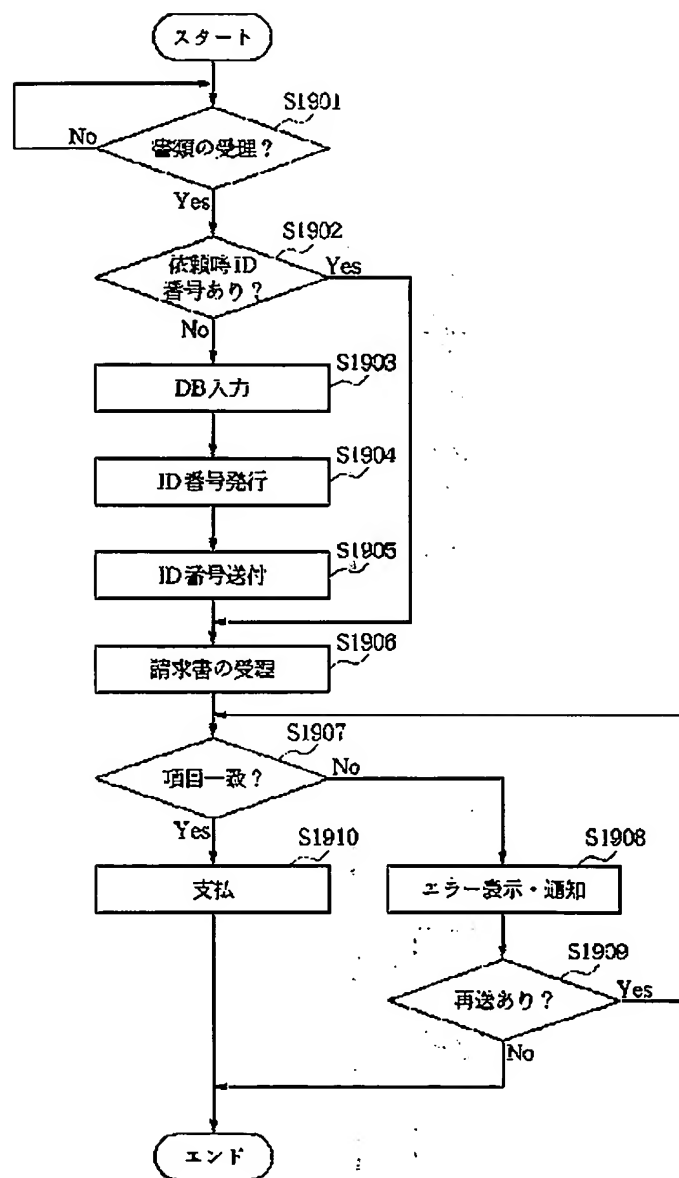 スタート
S1901
No
書類の受理？
Yes
S1902
依頼時ID
番号あり？
Yes
No
S1903
DB入力
S1904
ID番号発行
S1905
ID番号送付
S1906
請求書の受理
S1907
項目一致？
No
Yes
S1910
支払
S1908
エラー表示・通知
S1909
再送あり？
Yes
No
エンド